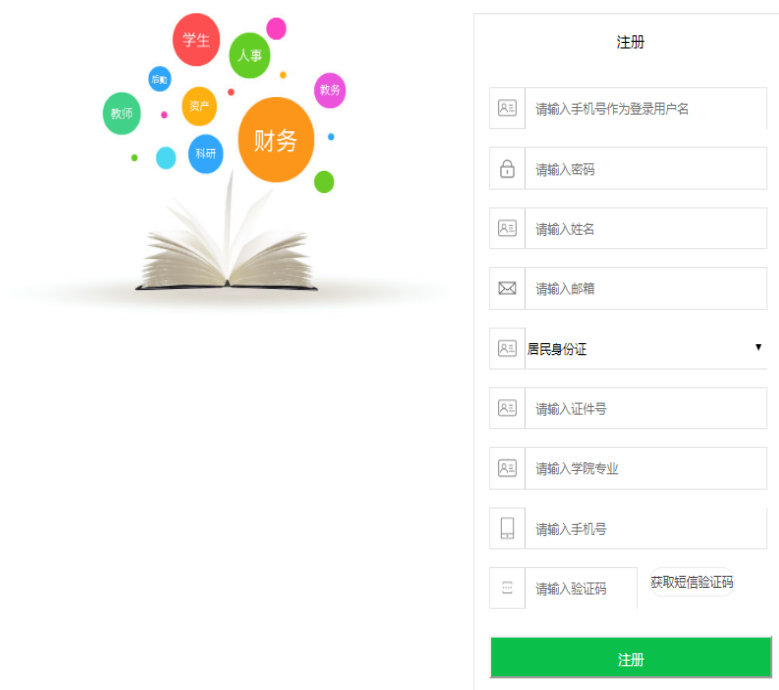 学生
人事
后勤
教务
教师
资产
财务
科研
注册
请输入手机号作为登录用户名
请输入密码
请输入姓名
请输入邮箱
居民身份证
请输入证件号
请输入学院专业
请输入手机号
请输入验证码 获取短信验证码
注册